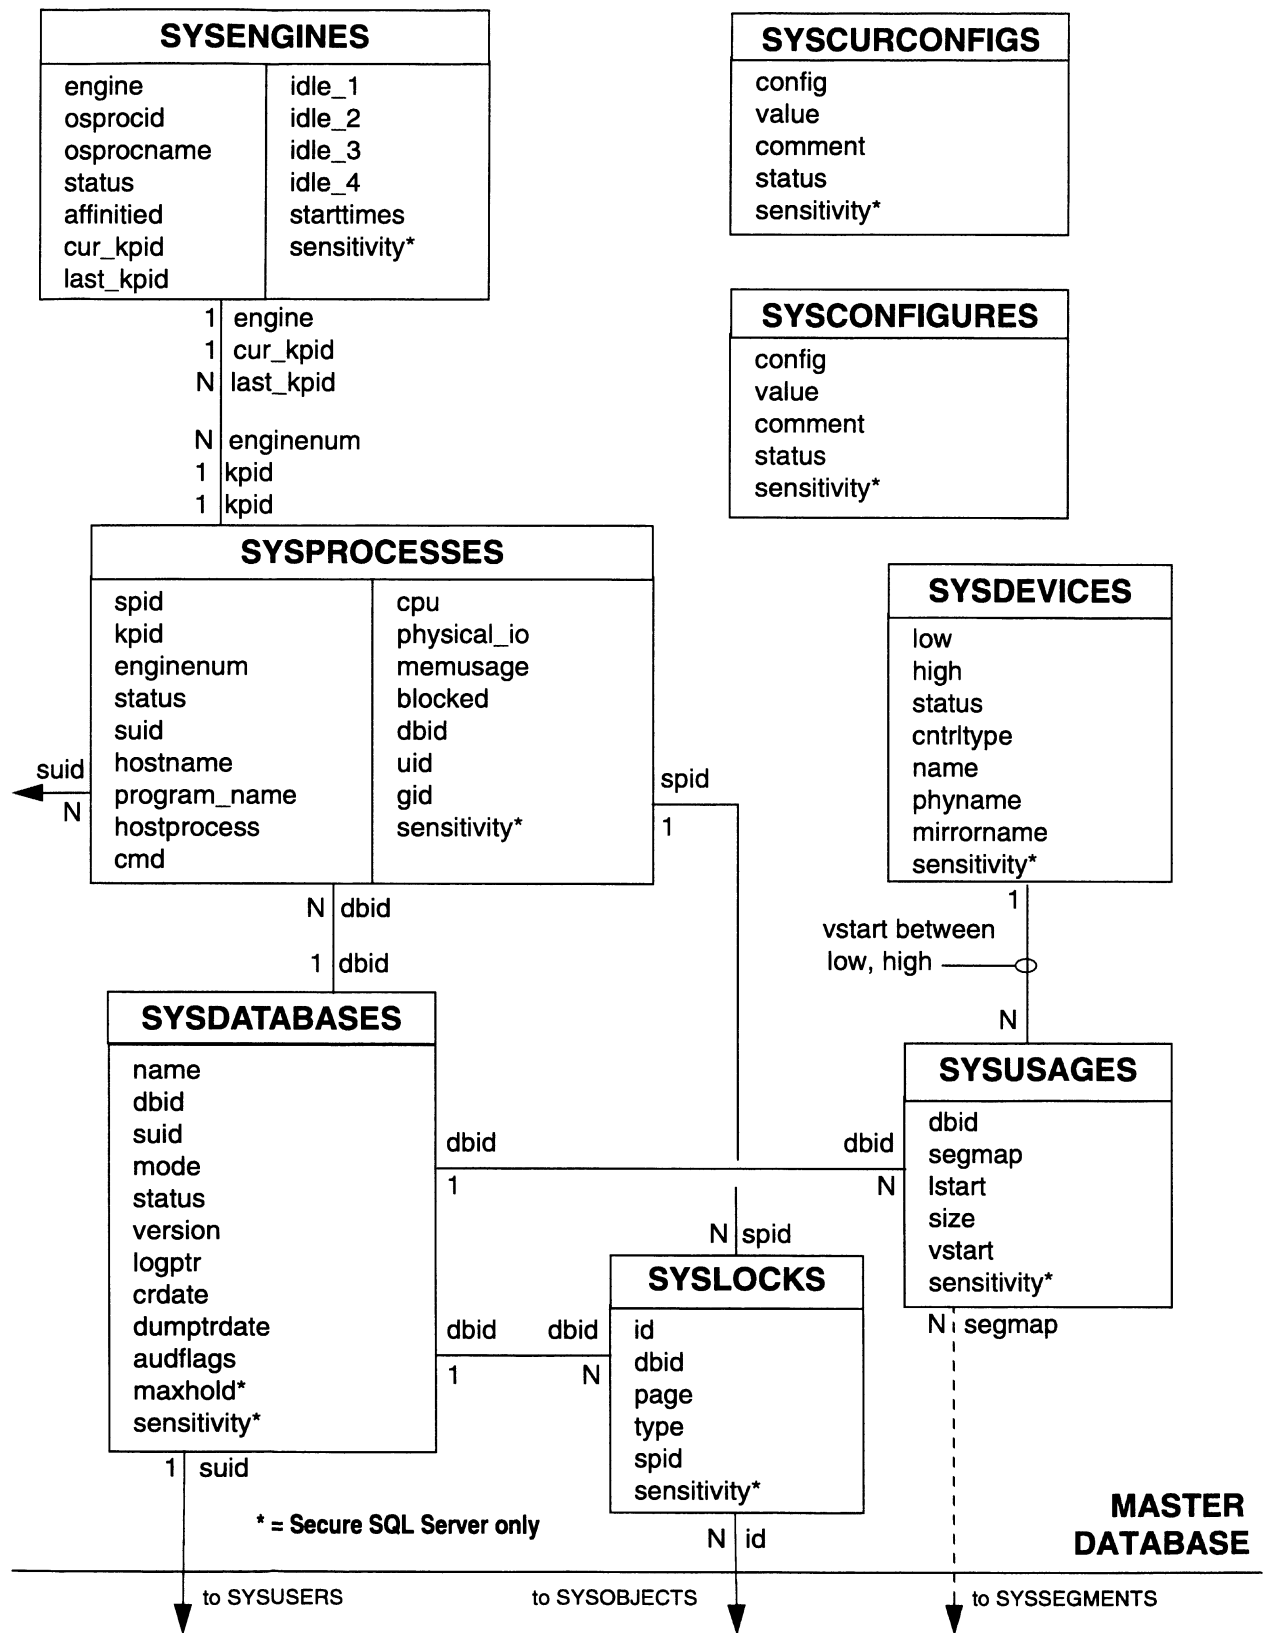 SYSENGINES
engine
osprocid
osprocname
status
affinitied
cur_kpid
last_kpid
idle_1
idle_2
idle_3
idle_4
starttimes
sensitivity*
SYSCURCONFIGS
config
value
comment
status
sensitivity*
1 engine
1 cur_kpid
N last_kpid
N enginenum
1 kpid
1 kpid
SYSCONFIGURES
config
value
comment
status
sensitivity*
SYSPROCESSES
spid
kpid
enginenum
status
suid
hostname
program_name
hostprocess
cmd
cpu
physical_io
memusage
blocked
dbid
uid
gid
sensitivity*
suid
N
spid
1
SYSDEVICES
low
high
status
cntrltype
name
phyname
mirrorname
sensitivity*
1
vstart between
low, high
N
N dbid
1 dbid
SYSDATABASES
name
dbid
suid
mode
status
version
logptr
crdate
dumptrdate
audflags
maxhold*
sensitivity*
dbid
1
dbid
N
SYSUSAGES
dbid
segmap
lstart
size
vstart
sensitivity*
N segmap
N spid
SYSLOCKS
id
dbid
page
type
spid
sensitivity*
dbid
1
dbid
N
1 suid
* = Secure SQL Server only
N id
MASTER
DATABASE
to SYSUSERS
to SYSOBJECTS
to SYSSEGMENTS